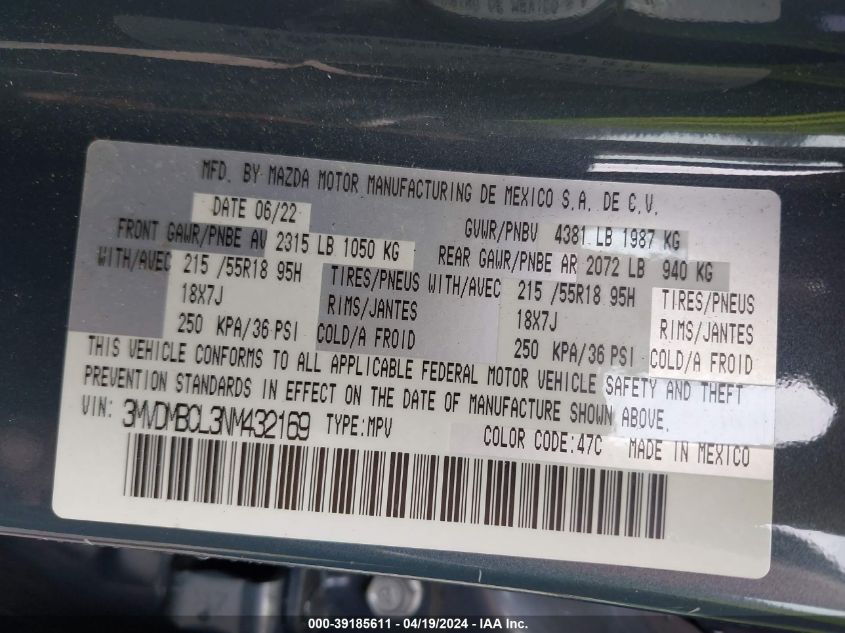 MFD. BY MAZDA MOTOR MANUFACTURING DE MEXICO S.A. DE C.V.
DATE 06/22 GVWR/PNBV 4381 LB 1987 KG
FRONT GAWR/PNBE AV 2315 LB 1050 KG REAR GAWR/PNBE AR 2072 LB 940 KG
WITH/AVEC 215 /55R18 95H TIRES/PNEUS WITH/AVEC 215 /55R18 95H TIRES/PNEUS
18X7J RIMS/JANTES 18X7J RIMS/JANTES
250 KPA/36 PSI COLD/A FROID 250 KPA/36 PSI COLD/A FROID
THIS VEHICLE CONFORMS TO ALL APPLICABLE FEDERAL MOTOR VEHICLE SAFETY AND THEFT
PREVENTION STANDARDS IN EFFECT ON THE DATE OF MANUFACTURE SHOWN ABOVE.
VIN: 3MVDMBCL3NM432169 TYPE:MPV COLOR CODE:47C MADE IN MEXICO
000-39185611 - 04/19/2024 - IAA Inc.